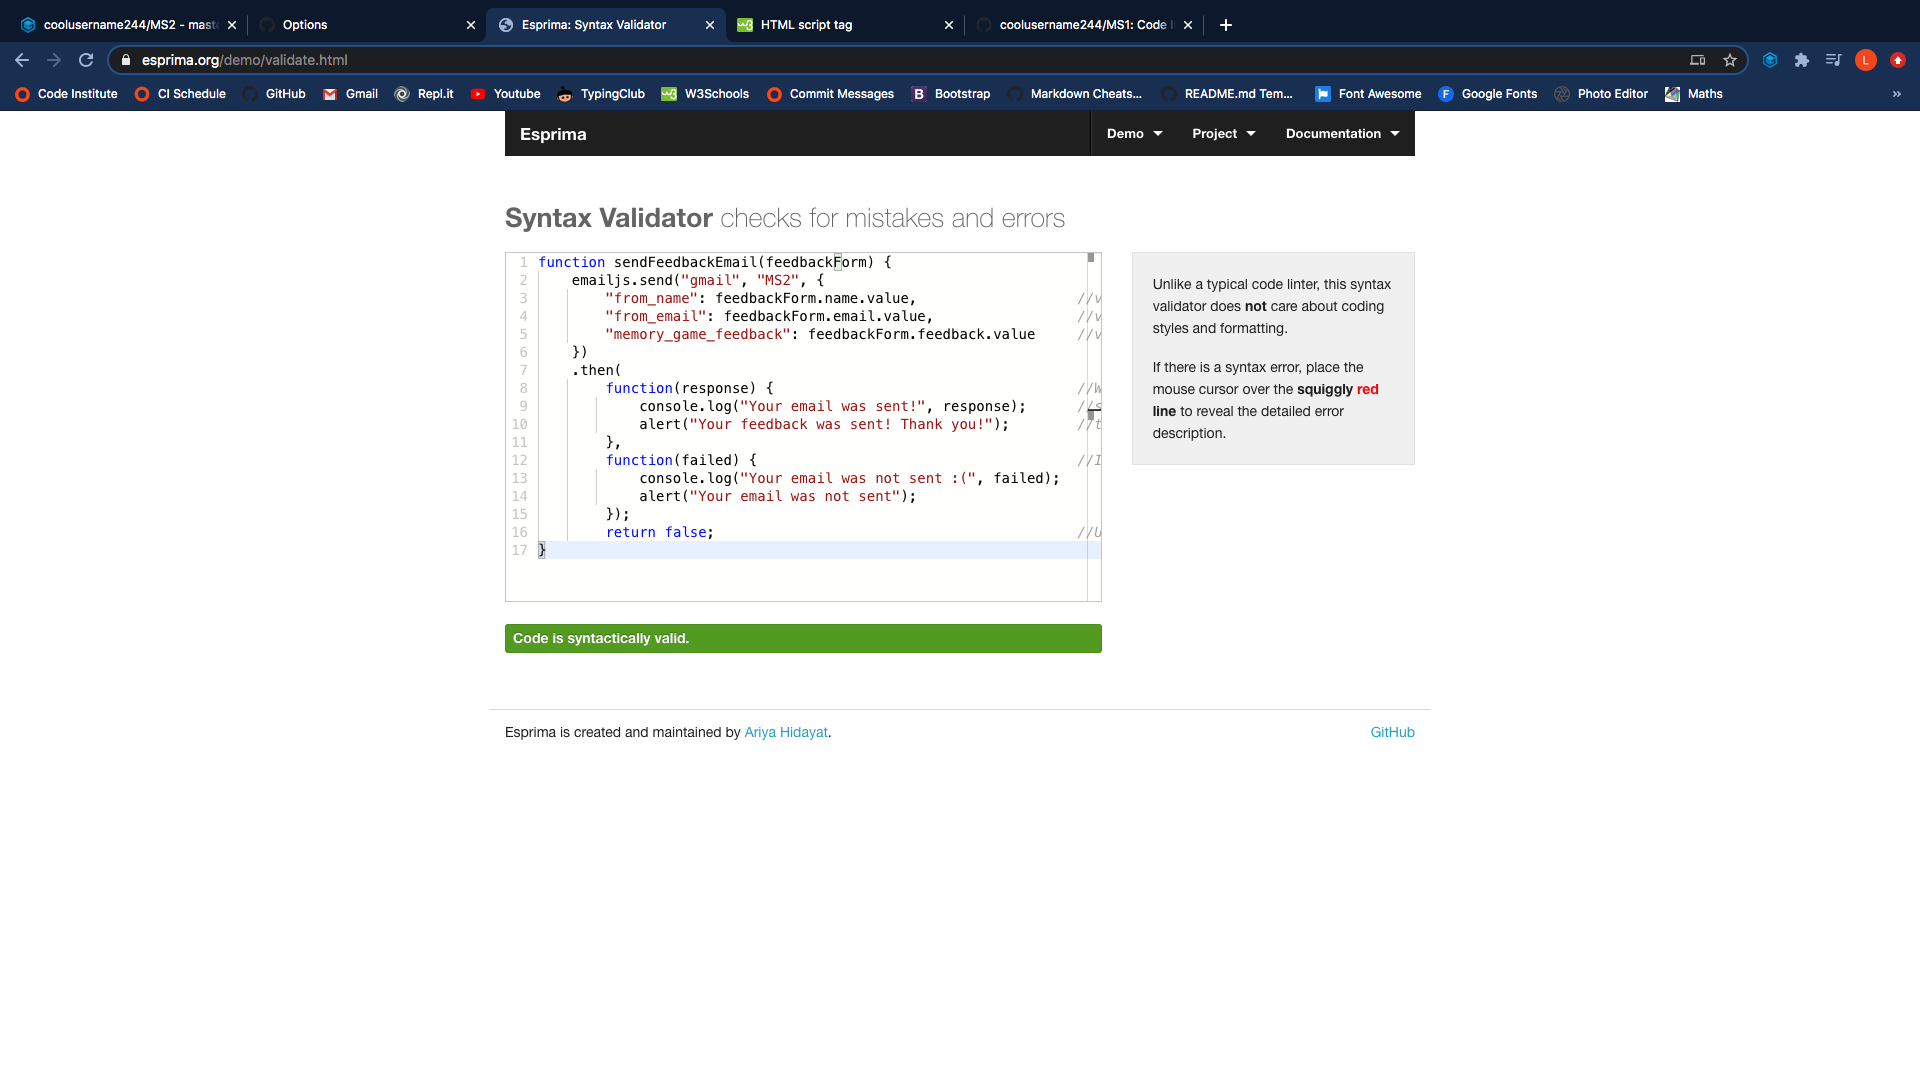 coolusername244/MS2 - mast
Options
Esprima: Syntax Validator
HTML script tag
coolusername244/MS1: Code
esprima.org/demo/validate.html
L
Code Institute
CI Schedule
GitHub
Gmail
Repl.it
Youtube
TypingClub
W3Schools
Commit Messages
B Bootstrap
Markdown Cheats...
README.md Tem...
Font Awesome
F Google Fonts
Photo Editor
Maths
»
Esprima
Demo
Project
Documentation
Syntax Validator checks for mistakes and errors
1 function sendFeedbackEmail(feedbackForm) {
2 emailjs.send("gmail", "MS2", {
3 "from_name": feedbackForm.name.value, //v
4 "from_email": feedbackForm.email.value, //v
5 "memory_game_feedback": feedbackForm.feedback.value //v
6 })
7 .then(
8 function(response) { //W
9 console.log("Your email was sent!", response); //s
10 alert("Your feedback was sent! Thank you!"); //t
11 },
12 function(failed) { //I
13 console.log("Your email was not sent :(", failed);
14 alert("Your email was not sent");
15 });
16 return false; //U
17 }
Unlike a typical code linter, this syntax
validator does not care about coding
styles and formatting.
If there is a syntax error, place the
mouse cursor over the squiggly red
line to reveal the detailed error
description.
Code is syntactically valid.
Esprima is created and maintained by Ariya Hidayat.
GitHub